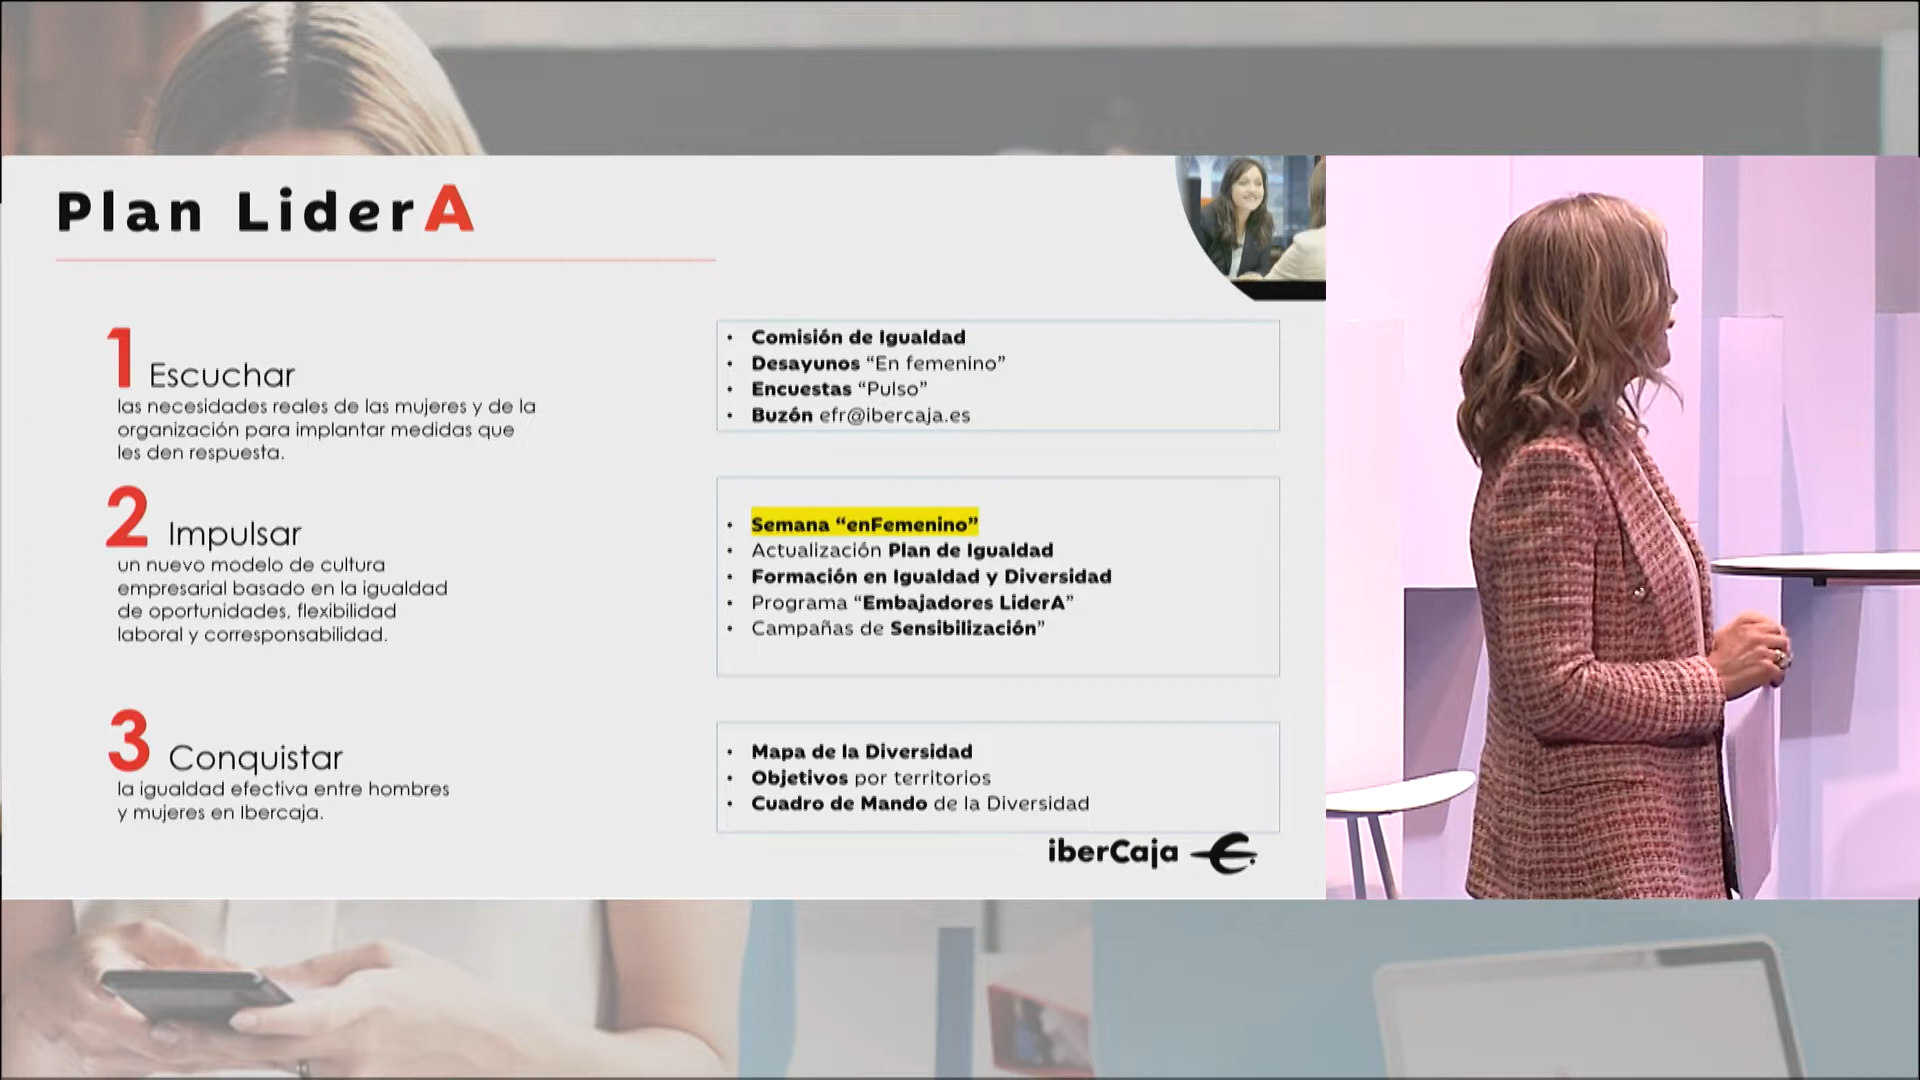 Plan LiderA
1 Escuchar
las necesidades reales de las mujeres y de la
organización para implantar medidas que
les den respuesta.
• Comisión de Igualdad
• Desayunos “En femenino”
• Encuestas “Pulso”
• Buzón efr@ibercaja.es
2 Impulsar
un nuevo modelo de cultura
empresarial basado en la igualdad
de oportunidades, flexibilidad
laboral y corresponsabilidad.
• Semana “enFemenino”
• Actualización Plan de Igualdad
• Formación en Igualdad y Diversidad
• Programa “Embajadores LiderA”
• Campañas de Sensibilización”
3 Conquistar
la igualdad efectiva entre hombres
y mujeres en Ibercaja.
• Mapa de la Diversidad
• Objetivos por territorios
• Cuadro de Mando de la Diversidad
iberCaja